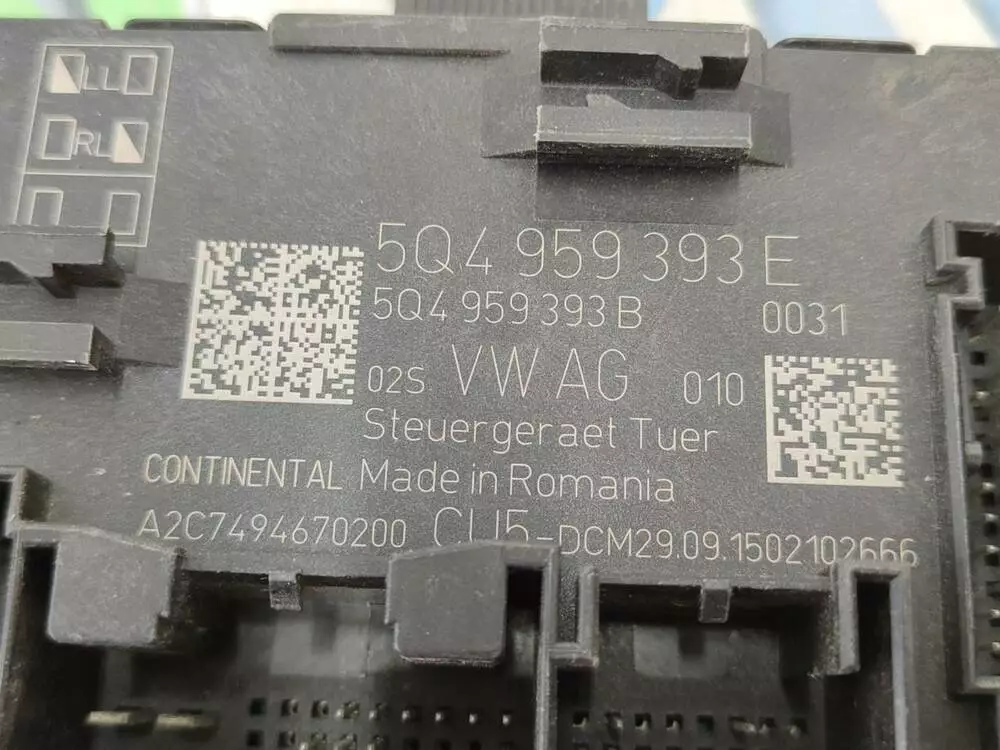 LL
RL
5Q4 959 393 E
5Q4 959 393 B 0031
02S VW AG 010
Steuergeraet Tuer
CONTINENTAL Made in Romania
A2C7494670200 CU5-DCM29.09.1502102666